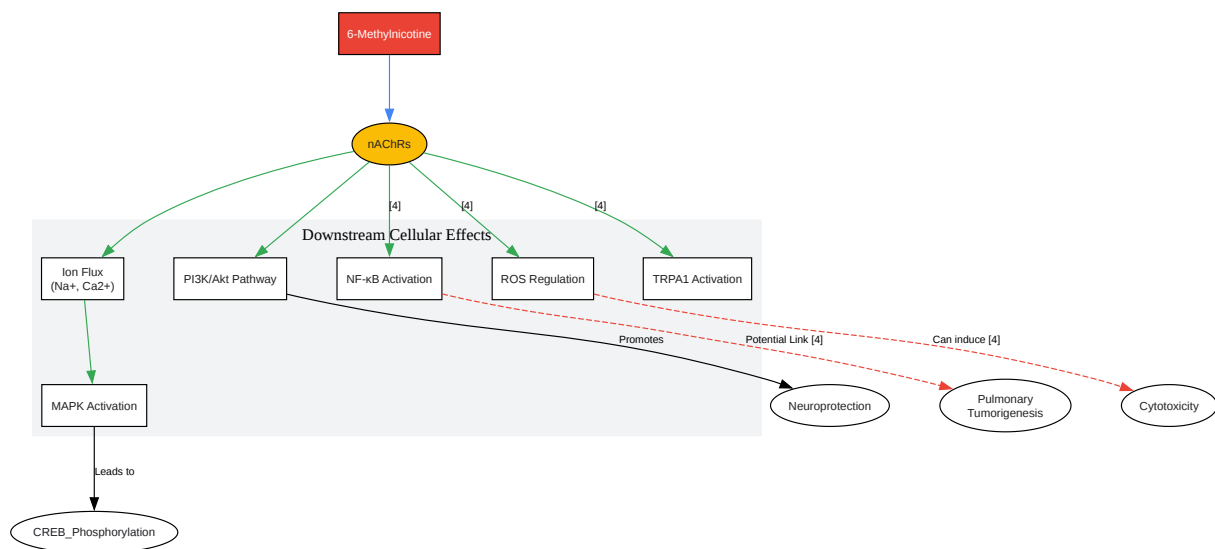 6-Methylnicotine
nAChRs
[4]
[4]
[4]
Downstream Cellular Effects
Ion Flux
(Na+, Ca2+)
PI3K/Akt Pathway
NF-κB Activation
ROS Regulation
TRPA1 Activation
Promotes
Potential Link [4]
Can induce [4]
MAPK Activation
Neuroprotection
Pulmonary
Tumorigenesis
Cytotoxicity
Leads to
CREB_Phosphorylation